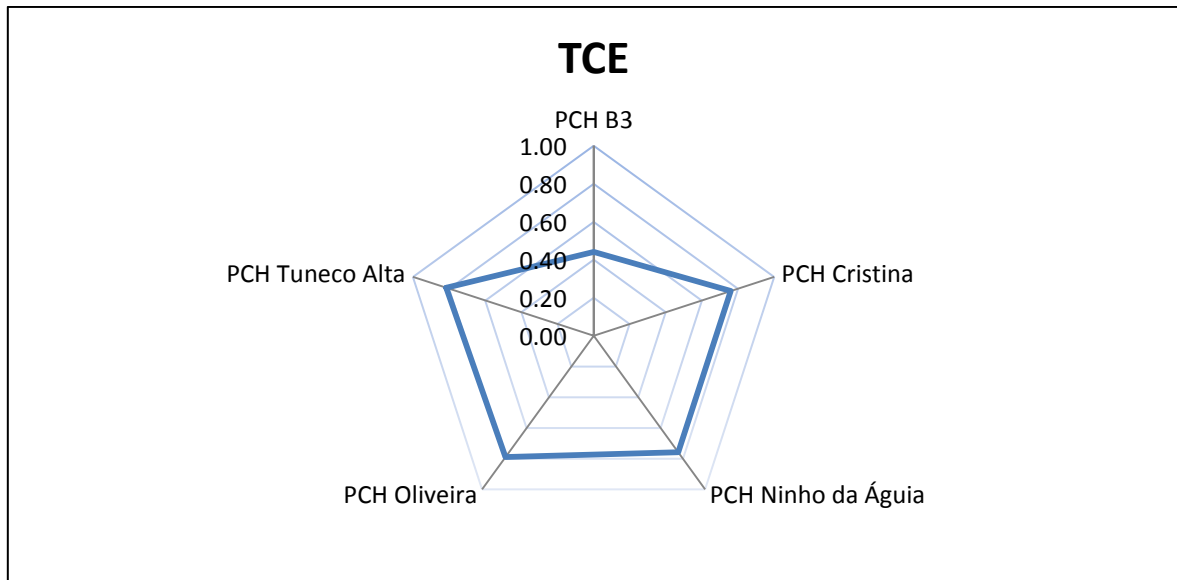 TCE
PCH B3
1.00
0.80
0.60
0.40
0.20
0.00
PCH Cristina
PCH Ninho da Águia
PCH Oliveira
PCH Tuneco Alta